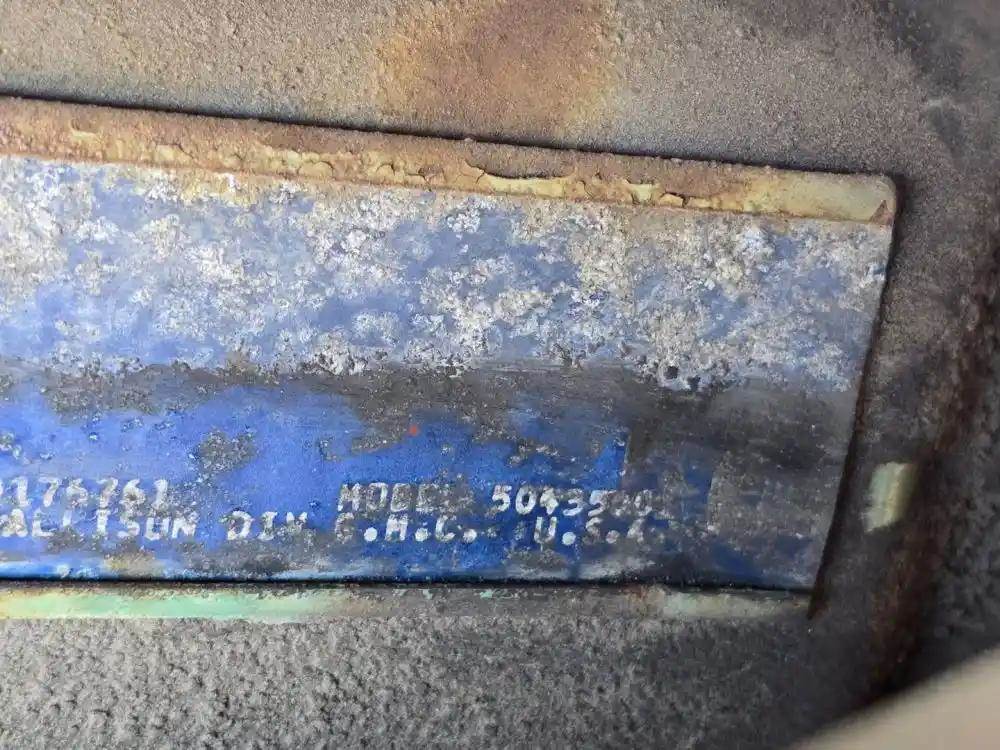 176761 MODEL 50435
ALLISON DIV. G.M.C. U.S.A.